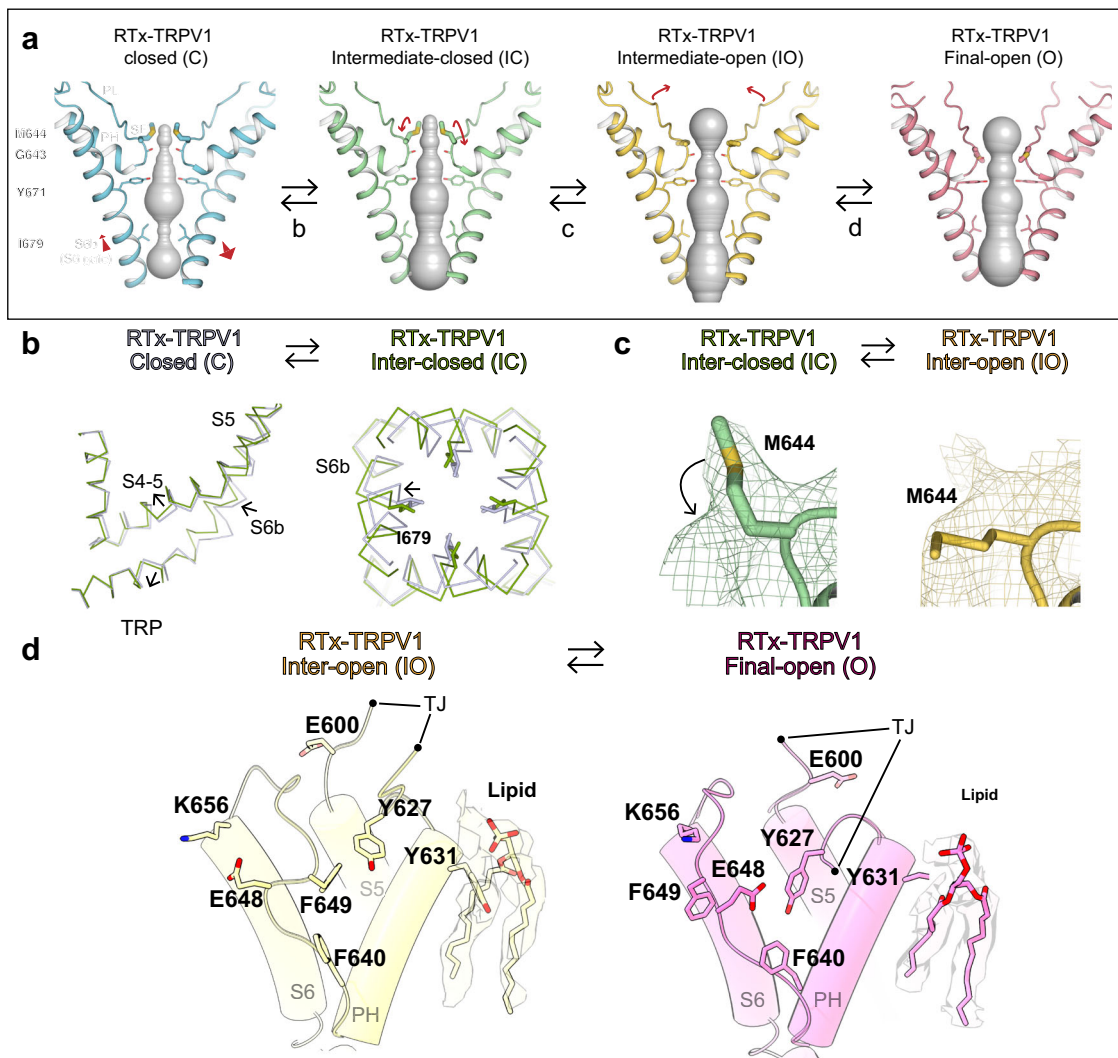 a
RTx-TRPV1
closed (C)
RTx-TRPV1
Intermediate-closed (IC)
RTx-TRPV1
Intermediate-open (IO)
RTx-TRPV1
Final-open (O)
PL
M644
SF
PH
G643
Y671
I679
S6b
(S6 gate)
b
c
d
b
RTx-TRPV1
Closed (C)
RTx-TRPV1
Inter-closed (IC)
S5
S4-5
S6b
TRP
S6b
I679
c
RTx-TRPV1
Inter-closed (IC)
RTx-TRPV1
Inter-open (IO)
M644
M644
d
RTx-TRPV1
Inter-open (IO)
RTx-TRPV1
Final-open (O)
TJ
E600
K656
Y627
Lipid
Y631
E648
F649
S5
F640
S6
PH
TJ
E600
K656
Lipid
Y627
E648
Y631
F649
S5
F640
S6
PH